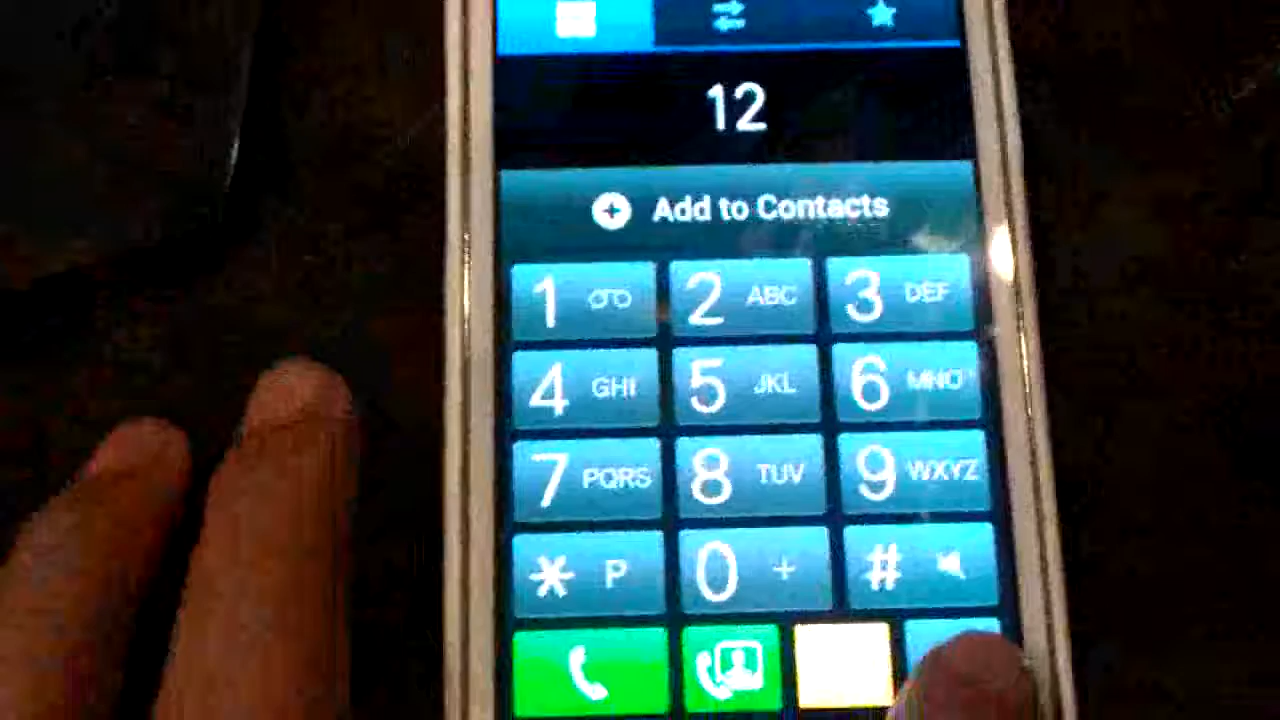 12
Add to Contacts
1 2 ABC 3 DEF
4 GHI 5 JKL 6 MNO
7 PQRS 8 TUV 9 WXYZ
* P 0 + #